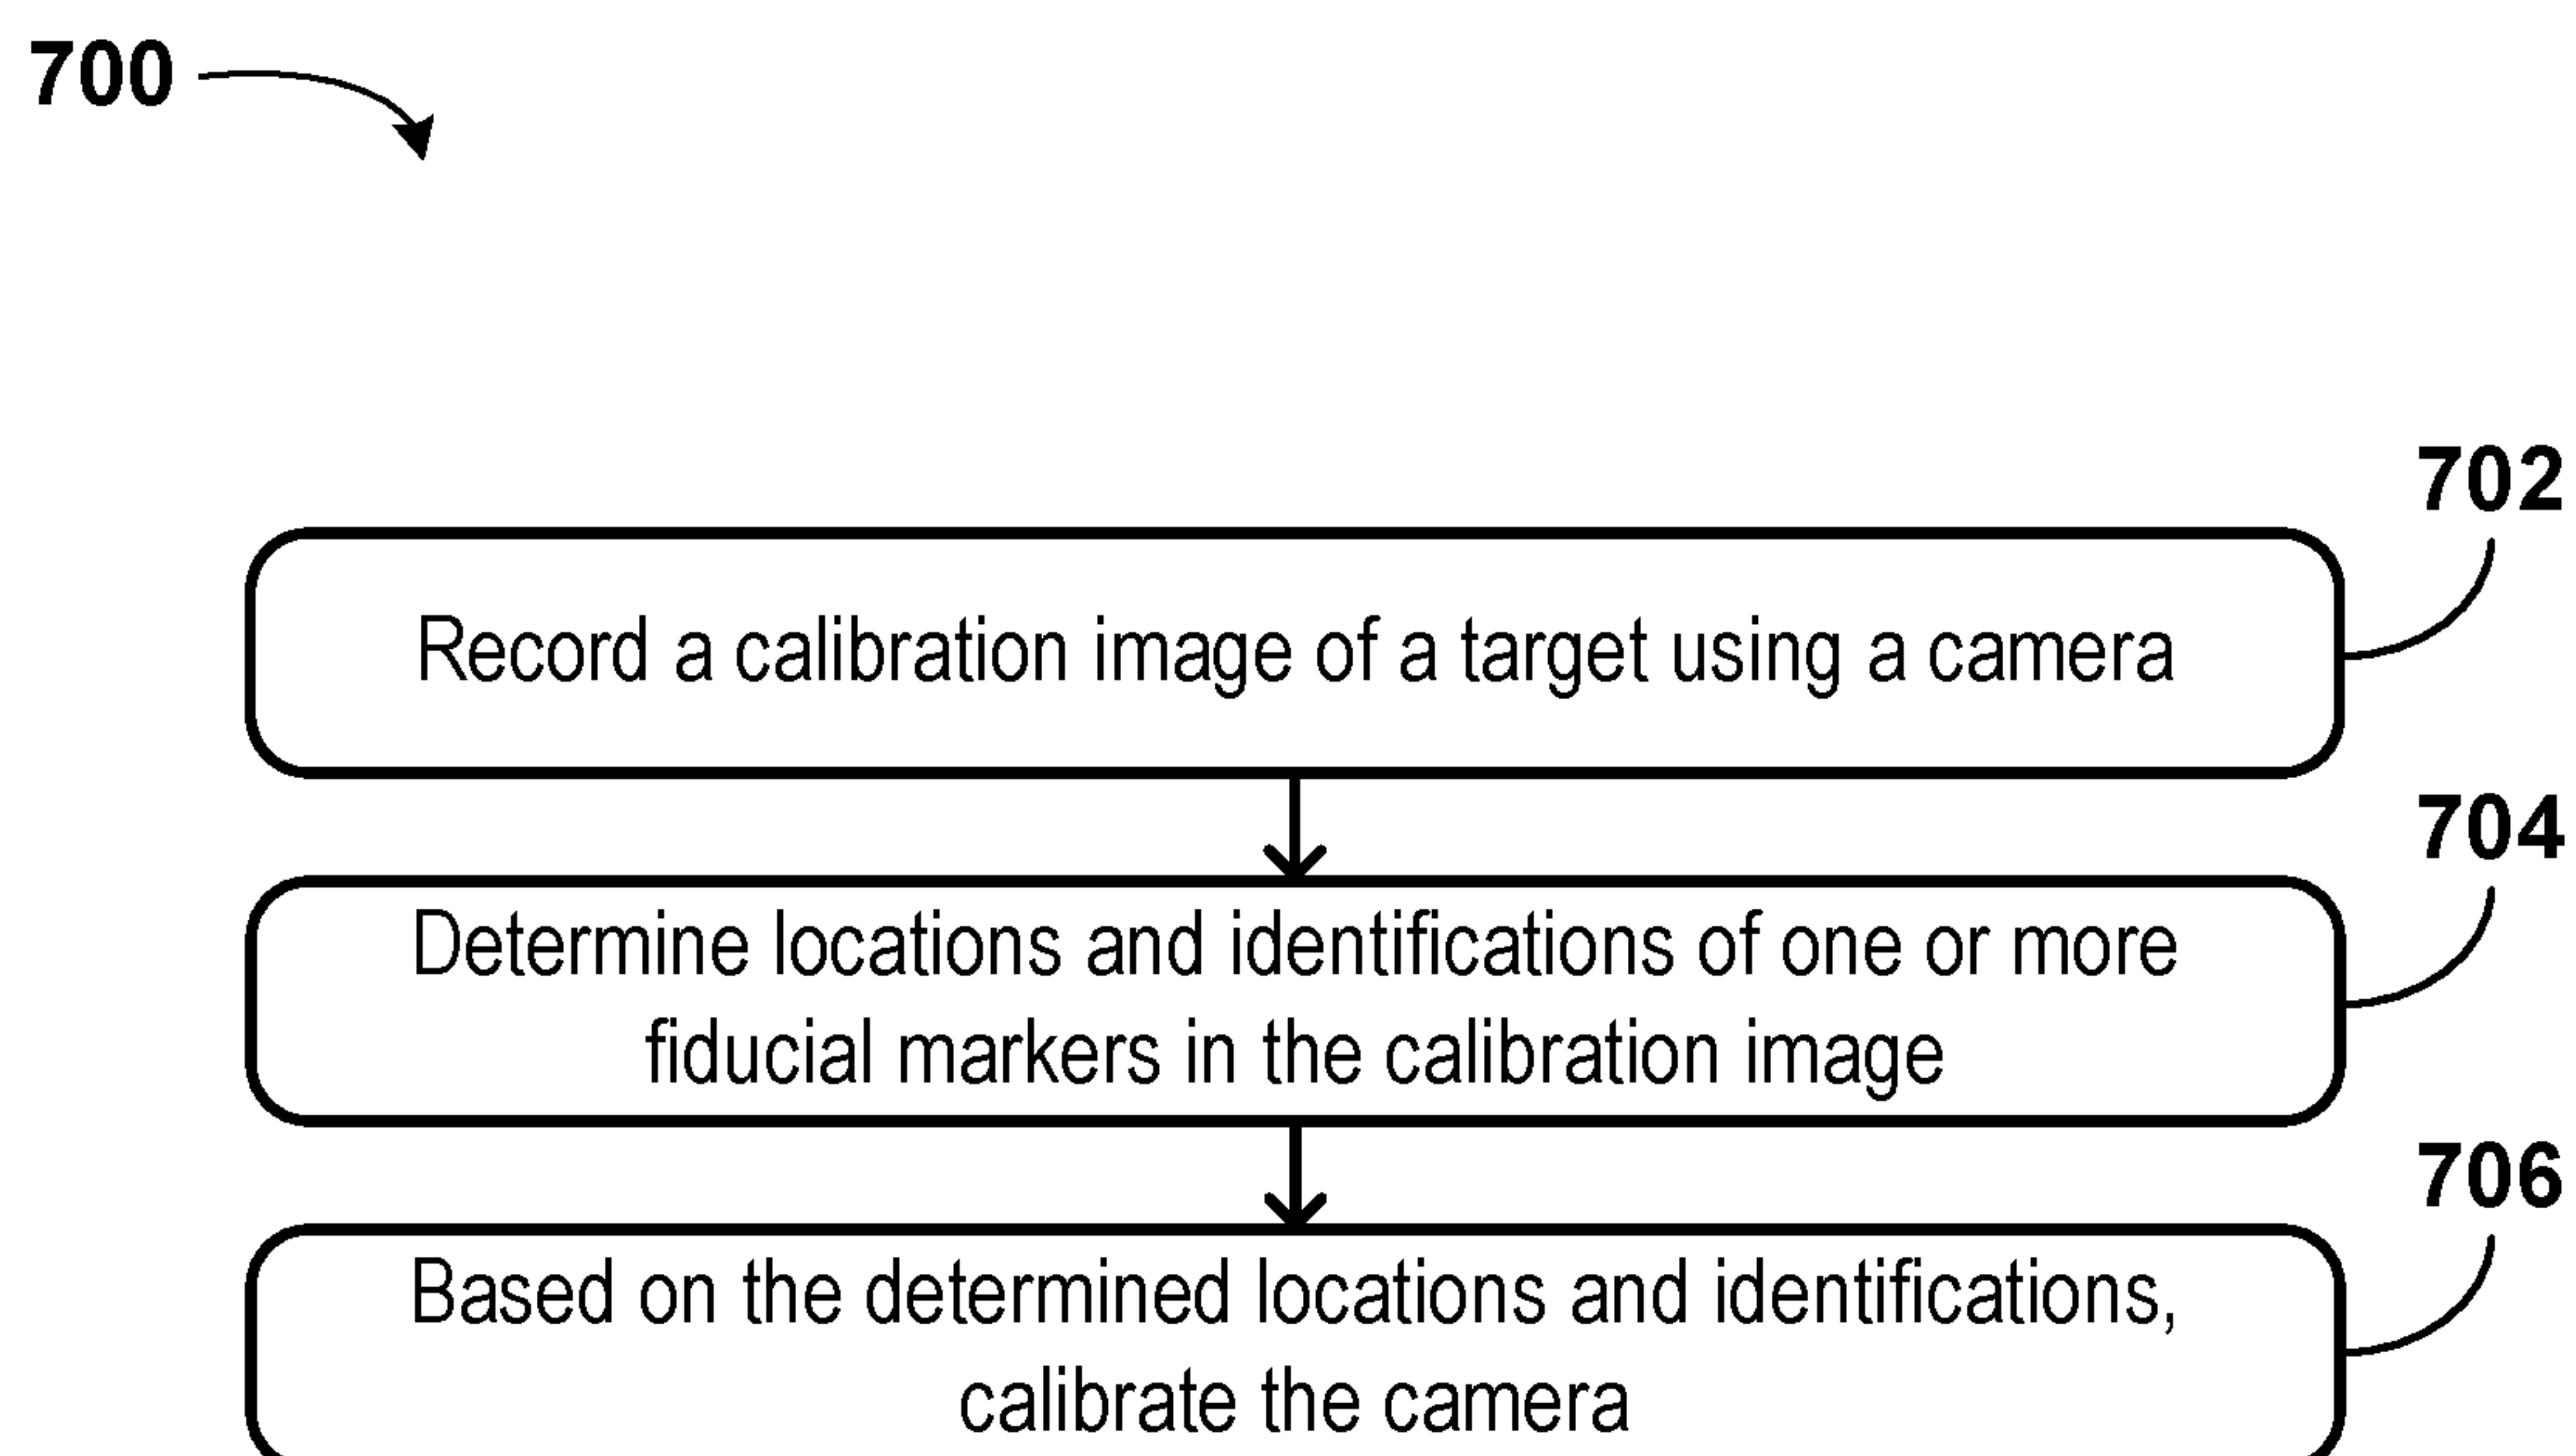 700
702
Record a calibration image of a target using a camera
704
Determine locations and identifications of one or more
fiducial markers in the calibration image
706
Based on the determined locations and identifications,
calibrate the camera